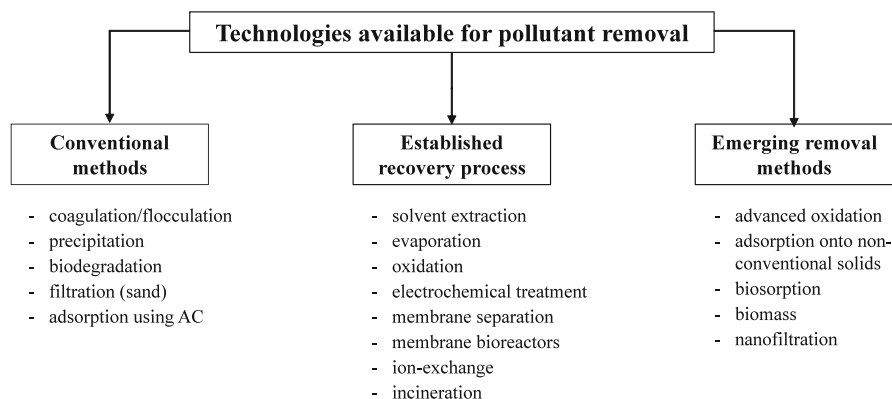 Technologies available for pollutant removal
Conventional
methods
- coagulation/flocculation
- precipitation
- biodegradation
- filtration (sand)
- adsorption using AC
Established
recovery process
- solvent extraction
- evaporation
- oxidation
- electrochemical treatment
- membrane separation
- membrane bioreactors
- ion-exchange
- incineration
Emerging removal
methods
- advanced oxidation
- adsorption onto non-
conventional solids
- biosorption
- biomass
- nanofiltration